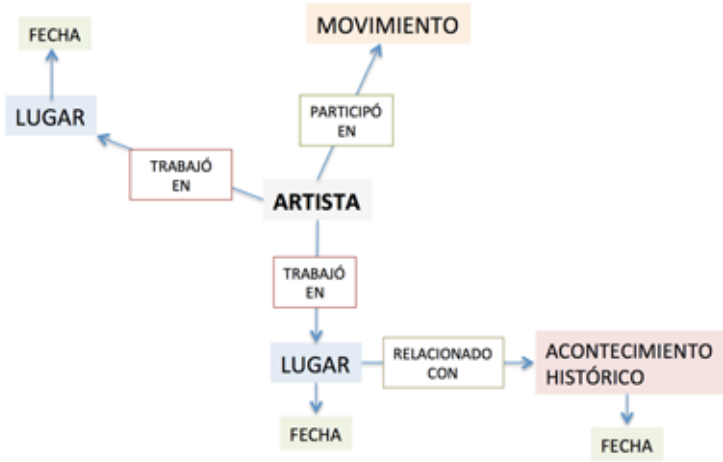 MOVIMIENTO
FECHA
LUGAR
PARTICIPÓ
EN
TRABAJÓ
EN
ARTISTA
TRABAJÓ
EN
LUGAR
RELACIONADO
CON
ACONTECIMIENTO
HISTÓRICO
FECHA
FECHA